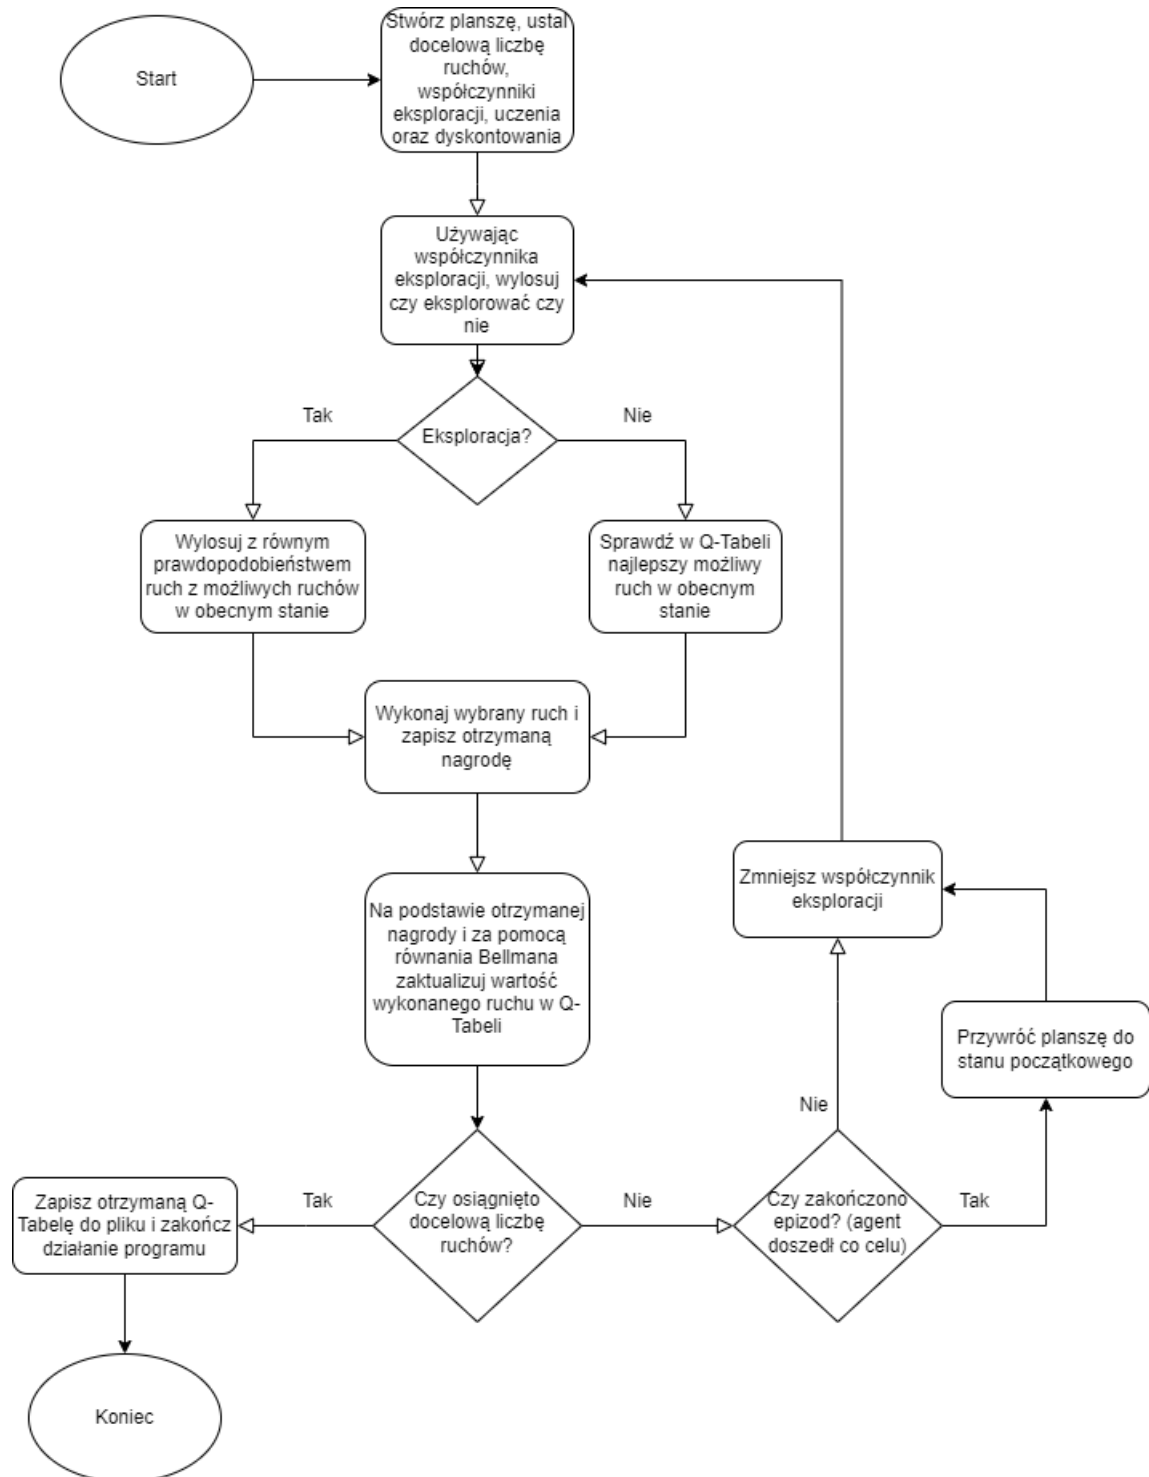 Start
Stwórz planszę, ustal
docelową liczbę
ruchów,
współczynniki
eksploracji, uczenia
oraz dyskontowania
Używając
współczynnika
eksploracji, wylosuj
czy eksplorować czy
nie
Tak
Eksploracja?
Nie
Wylosuj z równym
prawdopodobieństwem
ruch z możliwych ruchów
w obecnym stanie
Sprawdź w Q-Tabeli
najlepszy możliwy
ruch w obecnym
stanie
Wykonaj wybrany ruch i
zapisz otrzymaną
nagrodę
Na podstawie otrzymanej
nagrody i za pomocą
równania Bellmana
zaktualizuj wartość
wykonanego ruchu w Q-
Tabeli
Zmniejsz współczynnik
eksploracji
Przywróć planszę do
stanu początkowego
Nie
Zapisz otrzymaną Q-
Tabelę do pliku i zakończ
działanie programu
Tak
Czy osiągnięto
docelową liczbę
ruchów?
Nie
Czy zakończono
epizod? (agent
doszedł co celu)
Tak
Koniec